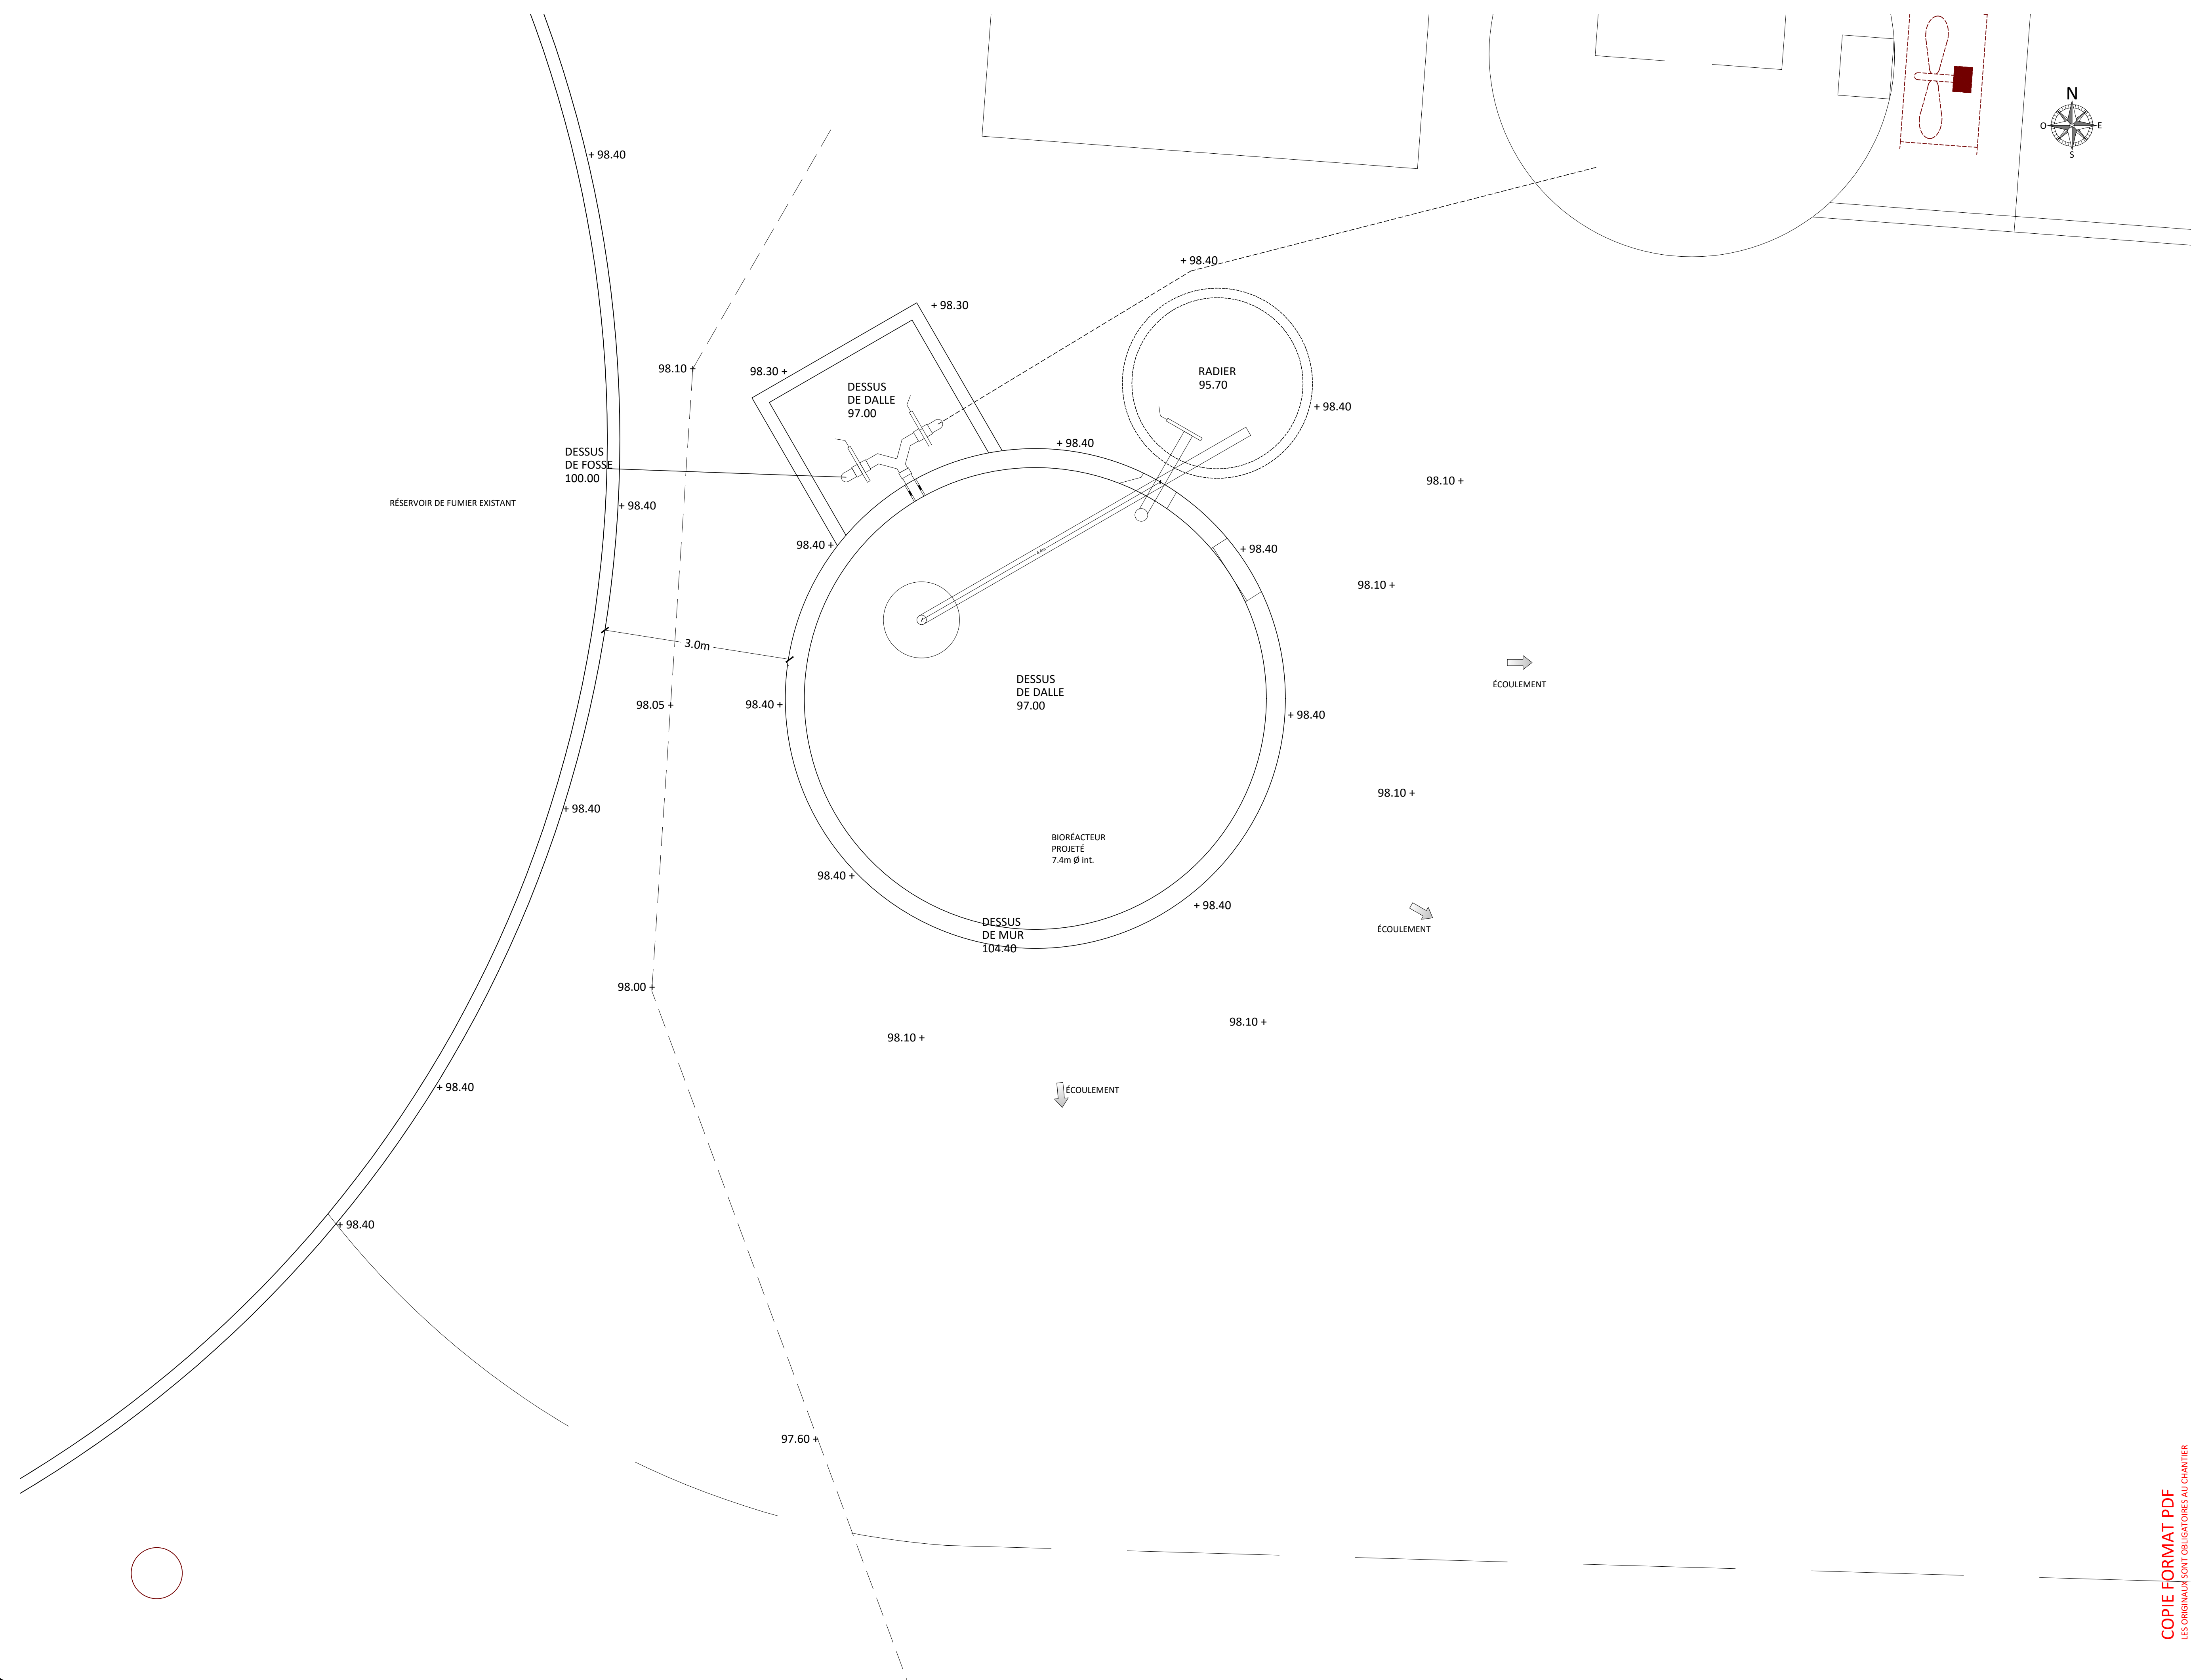 N
O
E
S
+ 98.40
+ 98.40
+ 98.30
98.10 +
98.30 +
DESSUS
DE DALLE
97.00
RADIER
95.70
+ 98.40
+ 98.40
DESSUS
DE FOSSE
100.00
98.10 +
RÉSERVOIR DE FUMIER EXISTANT
+ 98.40
98.40 +
+ 98.40
98.10 +
3.0m
ÉCOULEMENT
DESSUS
DE DALLE
97.00
98.05 +
98.40 +
+ 98.40
98.10 +
+ 98.40
BIORÉACTEUR
PROJETÉ
7.4m Ø int.
98.40 +
+ 98.40
DESSUS
DE MUR
104.40
ÉCOULEMENT
98.00 +
98.10 +
98.10 +
+ 98.40
ÉCOULEMENT
+ 98.40
97.60 +
COPIE FORMAT PDF
LES ORIGINAUX SONT OBLIGATOIRES AU CHANTIER